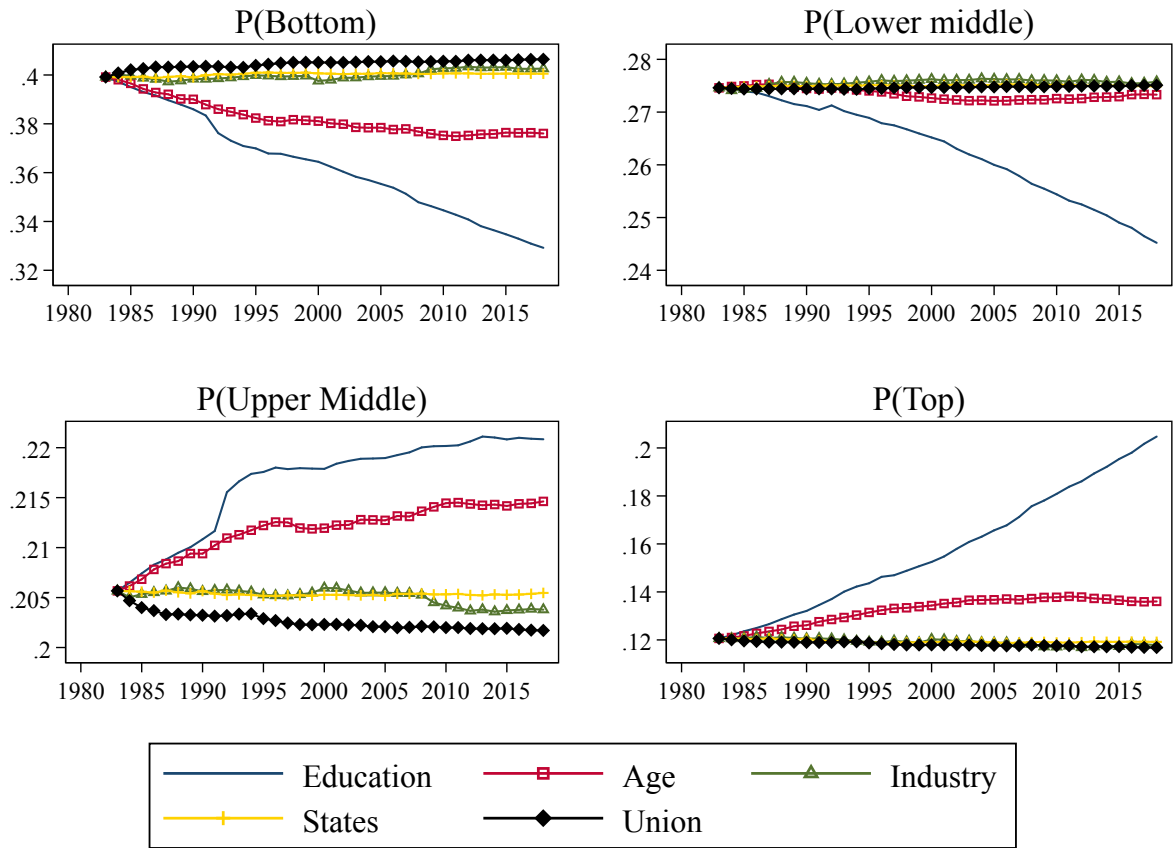 P(Bottom)
.4
.38
.36
.34
.32
1980 1985 1990 1995 2000 2005 2010 2015
P(Lower middle)
.28
.27
.26
.25
.24
1980 1985 1990 1995 2000 2005 2010 2015
P(Upper Middle)
.22
.215
.21
.205
.2
1980 1985 1990 1995 2000 2005 2010 2015
P(Top)
.2
.18
.16
.14
.12
1980 1985 1990 1995 2000 2005 2010 2015
Education Age Industry
States Union